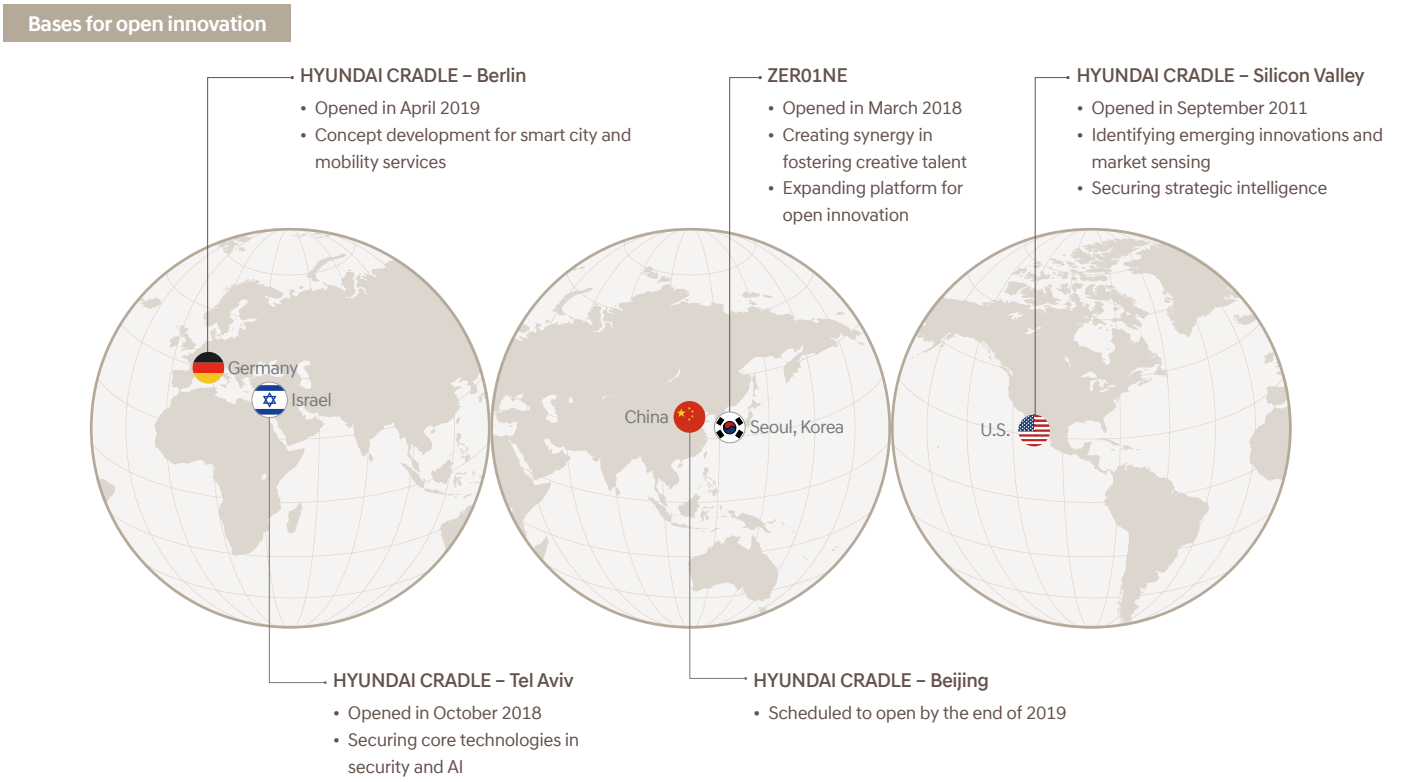 Bases for open innovation
HYUNDAI CRADLE – Berlin
• Opened in April 2019
• Concept development for smart city and
mobility services
ZER01NE
• Opened in March 2018
• Creating synergy in
fostering creative talent
• Expanding platform for
open innovation
HYUNDAI CRADLE – Silicon Valley
• Opened in September 2011
• Identifying emerging innovations and
market sensing
• Securing strategic intelligence
Germany
Israel
China
Seoul, Korea
U.S.
HYUNDAI CRADLE – Tel Aviv
• Opened in October 2018
• Securing core technologies in
security and AI
HYUNDAI CRADLE – Beijing
• Scheduled to open by the end of 2019